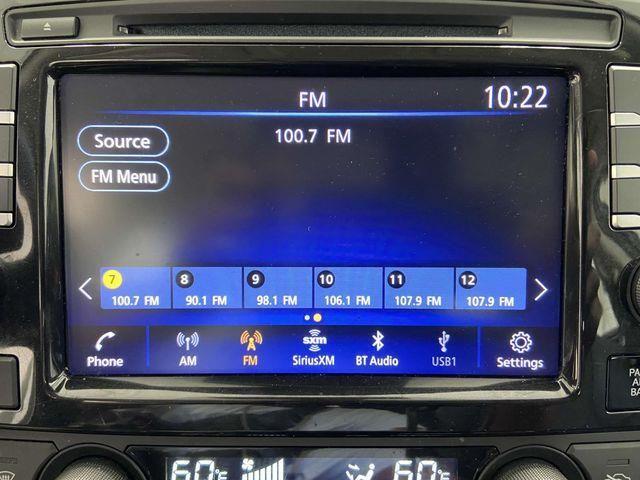 FM
10:22
Source
100.7 FM
FM Menu
7 8 9 10 11 12
100.7 FM 90.1 FM 98.1 FM 106.1 FM 107.9 FM 107.9 FM
sxm
Phone AM FM SiriusXM BT Audio USB1 Settings
60°F 60°F